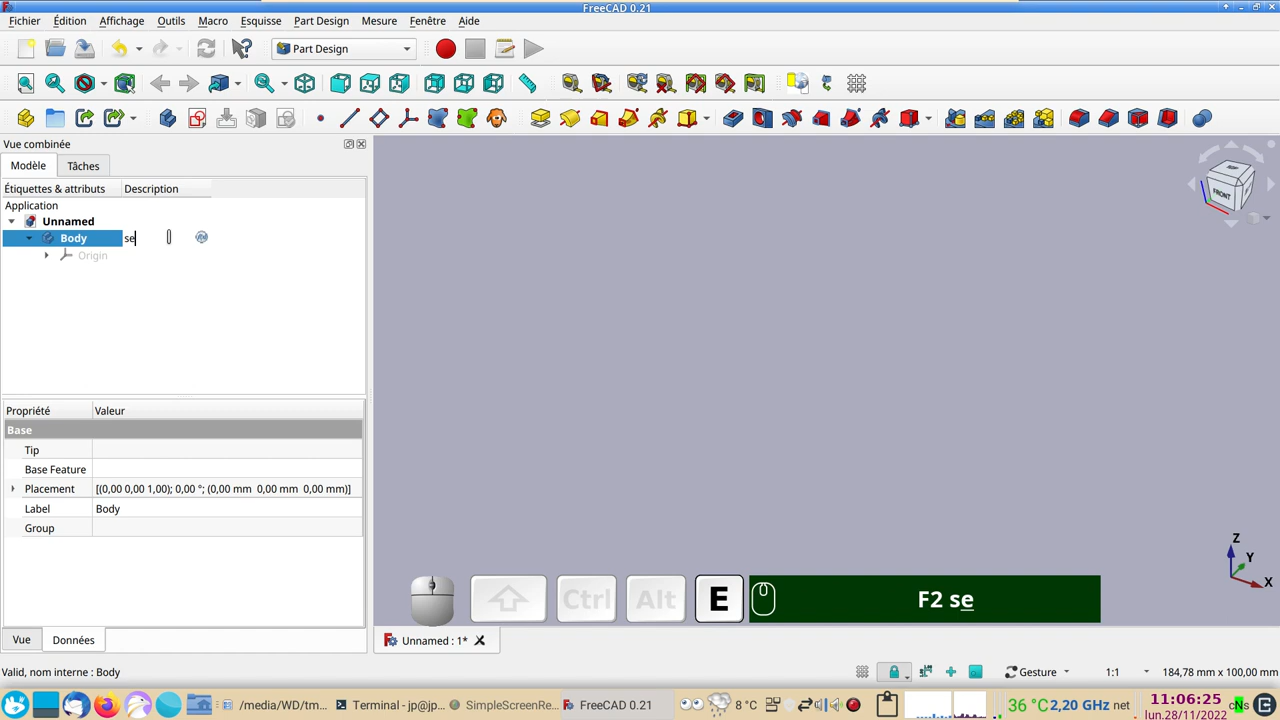 FreeCAD 0.21
Fichier Édition Affichage Outils Macro Esquisse Part Design Mesure Fenêtre Aide
Part Design
Vue combinée
Modèle Tâches
Étiquettes & attributs Description
Application
Unnamed
Body se
Origin
FRONT
Propriété Valeur
Base
Tip
Base Feature
Placement [(0,00 0,00 1,00); 0,00 °; (0,00 mm 0,00 mm 0,00 mm)]
Label Body
Group
Z
Y
X
Ctrl Alt E F2 se
Vue Données
Unnamed : 1*
Valid, nom interne : Body
Gesture 1:1 184,78 mm x 100,00 mm
/media/WD/tm... Terminal - jp@jp... SimpleScreenRe... FreeCAD 0.21 8 °C 36 °C 2,20 GHz net 11:06:25 cNs
lun.28/11/2022